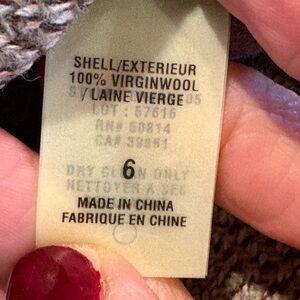 SHELL/EXTERIEUR
100% VIRGINWOOL
/LAINE VIERGE
LOT : 57616
RN# 50814
CA# 39861
6
DRY CLEAN ONLY
NETTOYER A SEC
MADE IN CHINA
FABRIQUE EN CHINE